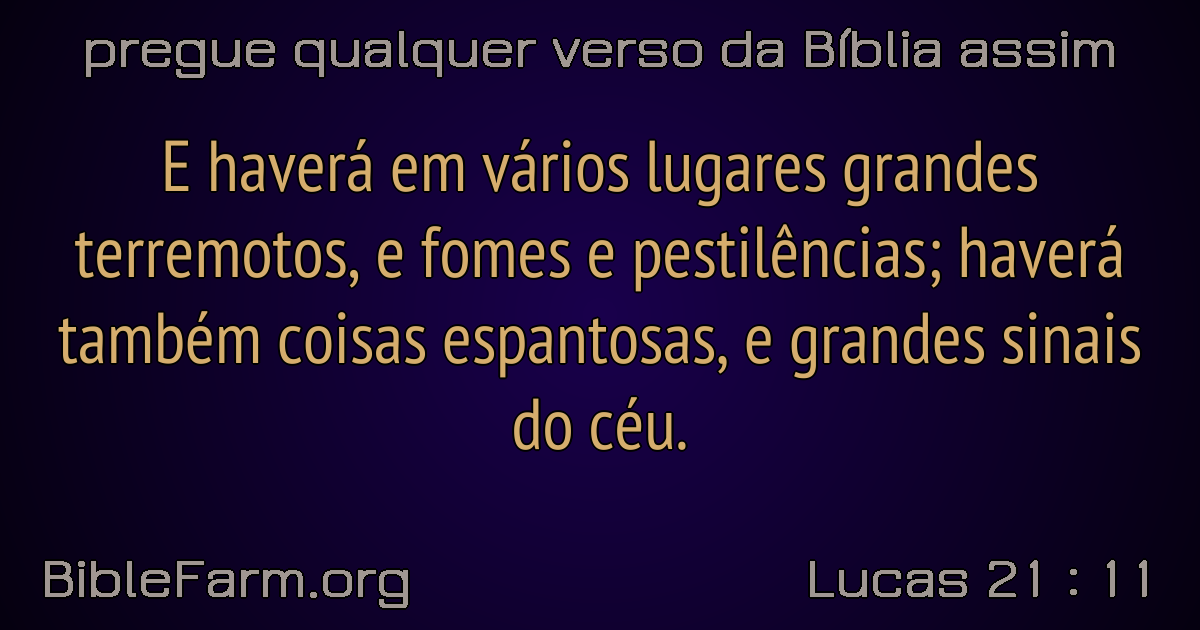 pregue qualquer verso da Bíblia assim
E haverá em vários lugares grandes
terremotos, e fomes e pestilências; haverá
também coisas espantosas, e grandes sinais
do céu.
BibleFarm.org
Lucas 21 : 11